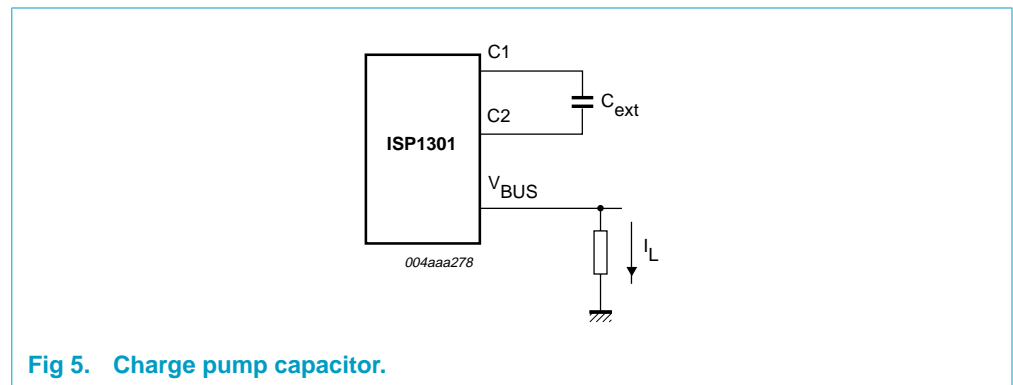 C1
C_ext
C2
ISP1301
V_BUS
I_L
004aaa278
Fig 5. Charge pump capacitor.